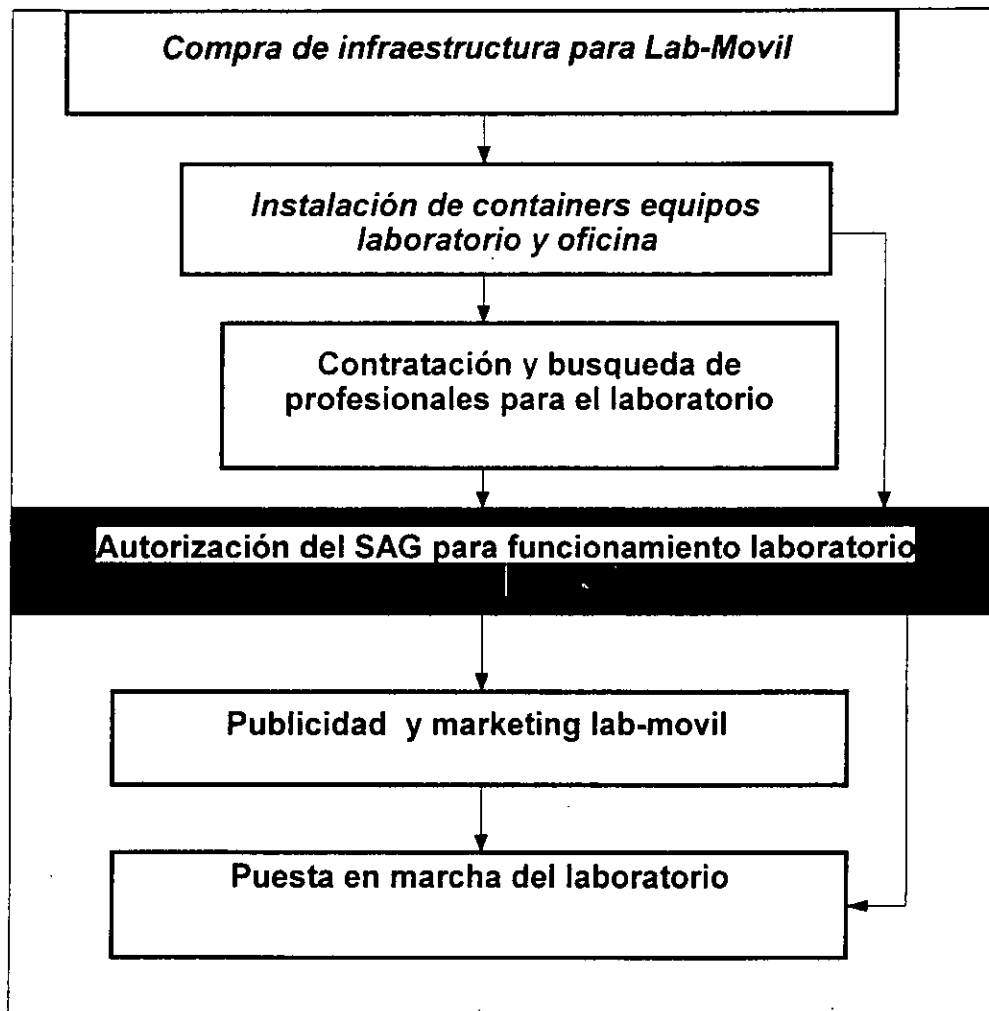 Compra de infraestructura para Lab-Movil
Instalación de containers equipos
laboratorio y oficina
Contratación y busqueda de
profesionales para el laboratorio
Autorización del SAG para funcionamiento laboratorio
Publicidad y marketing lab-movil
Puesta en marcha del laboratorio